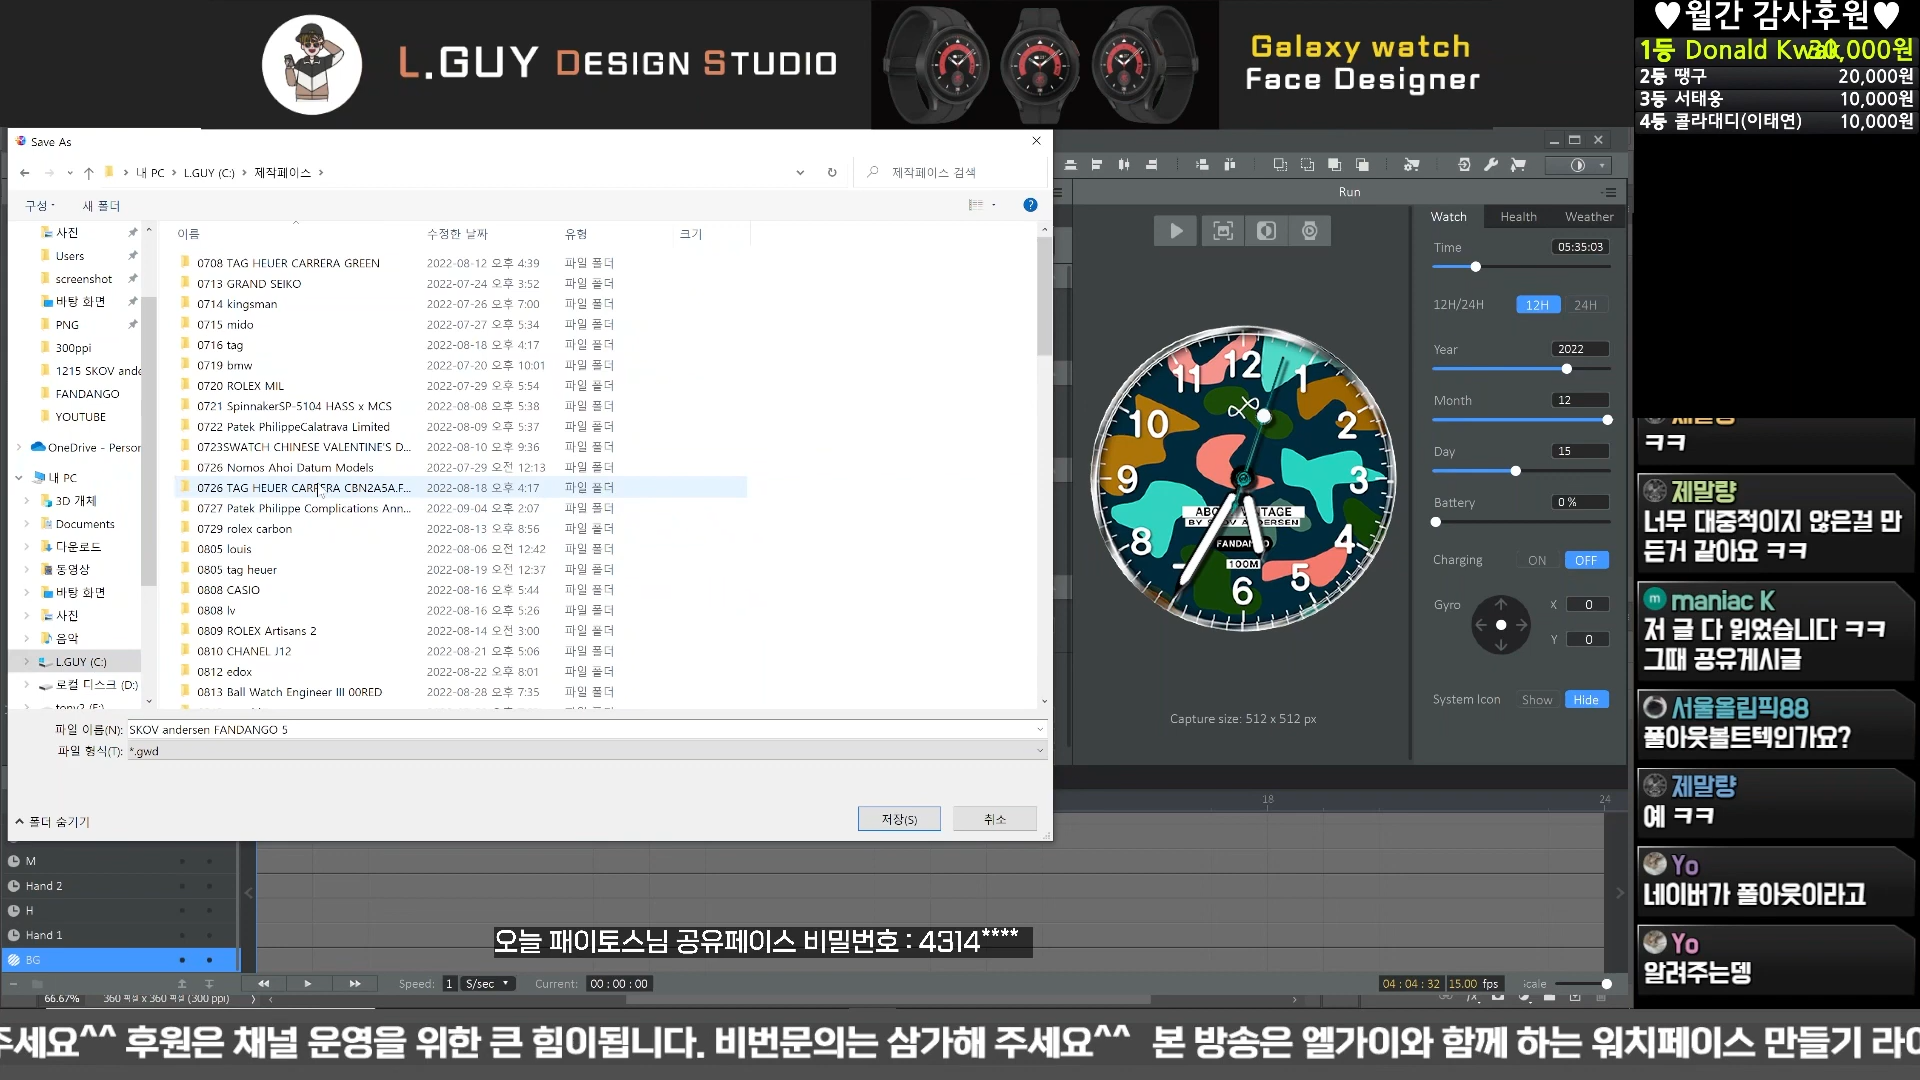 L.GUY DESIGN STUDIO
Galaxy watch
Face Designer
♥월간 감사후원♥
1등 Donald Kwak 30,000원
2등 땡구 20,000원
3등 서태웅 10,000원
4등 콜라대디(이태연) 10,000원
Save As
내 PC > L.GUY (C:) > 제작페이스 >
제작페이스 검색
구성
새 폴더
이름 수정한 날짜 유형 크기
사진
Users
screenshot
바탕 화면
PNG
300ppi
1215 SKOV ande
FANDANGO
YOUTUBE
OneDrive - Person
내 PC
3D 개체
Documents
다운로드
동영상
바탕 화면
사진
음악
L.GUY (C:)
로컬 디스크 (D:)
0708 TAG HEUER CARRERA GREEN 2022-08-12 오후 4:39 파일 폴더
0713 GRAND SEIKO 2022-07-24 오후 3:52 파일 폴더
0714 kingsman 2022-07-26 오후 7:00 파일 폴더
0715 mido 2022-07-27 오후 5:34 파일 폴더
0716 tag 2022-08-18 오후 4:17 파일 폴더
0719 bmw 2022-07-20 오후 10:01 파일 폴더
0720 ROLEX MIL 2022-07-29 오후 5:54 파일 폴더
0721 SpinnakerSP-5104 HASS x MCS 2022-08-08 오후 5:38 파일 폴더
0722 Patek PhilippeCalatrava Limited 2022-08-09 오후 5:37 파일 폴더
0723SWATCH CHINESE VALENTINE'S D... 2022-08-10 오후 9:36 파일 폴더
0726 Nomos Ahoi Datum Models 2022-07-29 오전 12:13 파일 폴더
0726 TAG HEUER CARRERA CBN2A5A.F... 2022-08-18 오후 4:17 파일 폴더
0727 Patek Philippe Complications Ann... 2022-09-04 오후 2:07 파일 폴더
0729 rolex carbon 2022-08-13 오후 8:56 파일 폴더
0805 louis 2022-08-06 오전 12:42 파일 폴더
0805 tag heuer 2022-08-19 오전 12:37 파일 폴더
0808 CASIO 2022-08-16 오후 5:44 파일 폴더
0808 lv 2022-08-16 오후 5:26 파일 폴더
0809 ROLEX Artisans 2 2022-08-14 오전 3:00 파일 폴더
0810 CHANEL J12 2022-08-21 오후 5:06 파일 폴더
0812 edox 2022-08-22 오후 8:01 파일 폴더
0813 Ball Watch Engineer III 00RED 2022-08-28 오후 7:35 파일 폴더
파일 이름(N): SKOV andersen FANDANGO 5
파일 형식(T): *.gwd
폴더 숨기기
저장(S)
취소
Run
12
1
2
3
4
5
6
8
9
10
11
BY SKOV ANDERSEN
FANDANGO
100M
Capture size: 512 x 512 px
Watch Health Weather
Time 05:35:03
12H/24H 12H 24H
Year 2022
Month 12
Day 15
Battery 0 %
Charging ON OFF
Gyro X 0
Y 0
System Icon Show Hide
18 24
M
Hand 2
H
Hand 1
BG
오늘 패이토스님 공유페이스 비밀번호 : 4314****
Speed: 1 S/sec Current: 00 : 00 : 00
04 : 04 : 32 15.00 fps
66.67% 360 픽셀 x 360 픽셀 (300 ppi)
ㅋㅋ
제말량
너무 대중적이지 않은걸 만
든거 같아요 ㅋㅋ
maniac K
저 글 다 읽었습니다 ㅋㅋ
그때 공유게시글
서울올림픽88
풀아웃볼트텍인가요?
제말량
예 ㅋㅋ
Yo
네이버가 폴아웃이라고
Yo
알려주는뎅
주세요^^ 후원은 채널 운영을 위한 큰 힘이됩니다. 비번문의는 삼가해 주세요^^ 본 방송은 엘가이와 함께 하는 워치페이스 만들기 라이